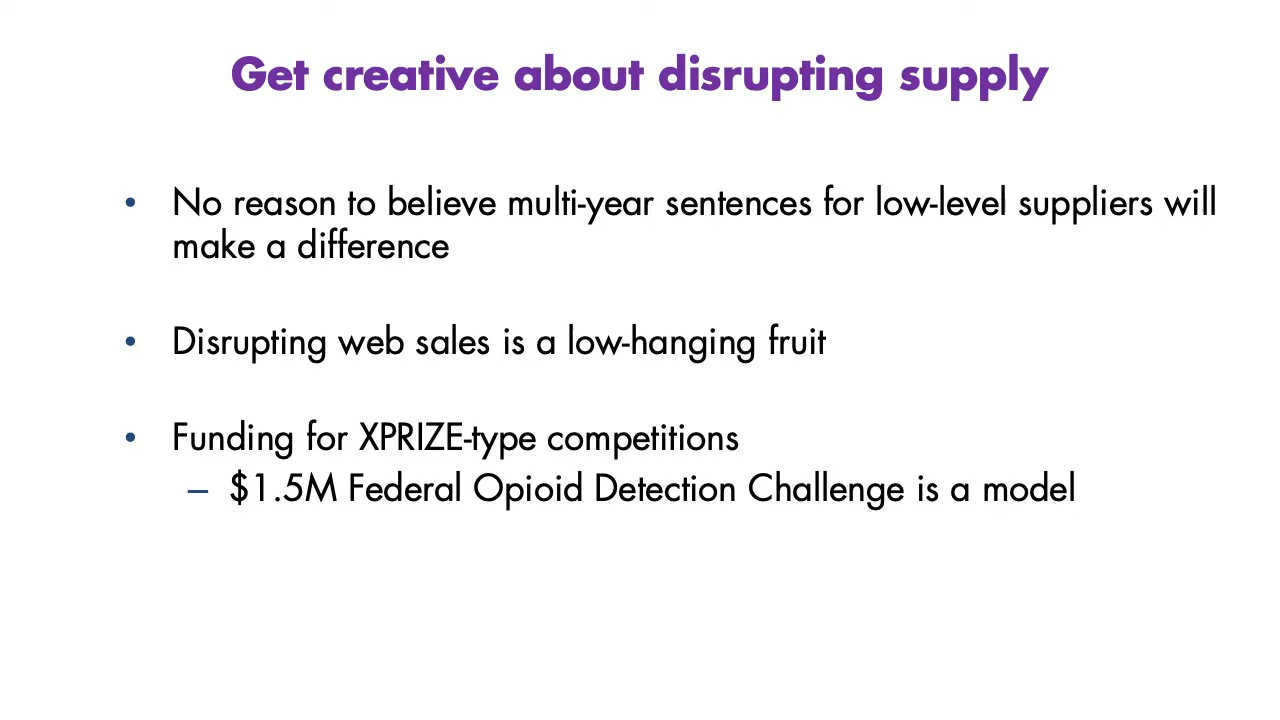 Get creative about disrupting supply
• No reason to believe multi-year sentences for low-level suppliers will
make a difference
• Disrupting web sales is a low-hanging fruit
• Funding for XPRIZE-type competitions
– $1.5M Federal Opioid Detection Challenge is a model